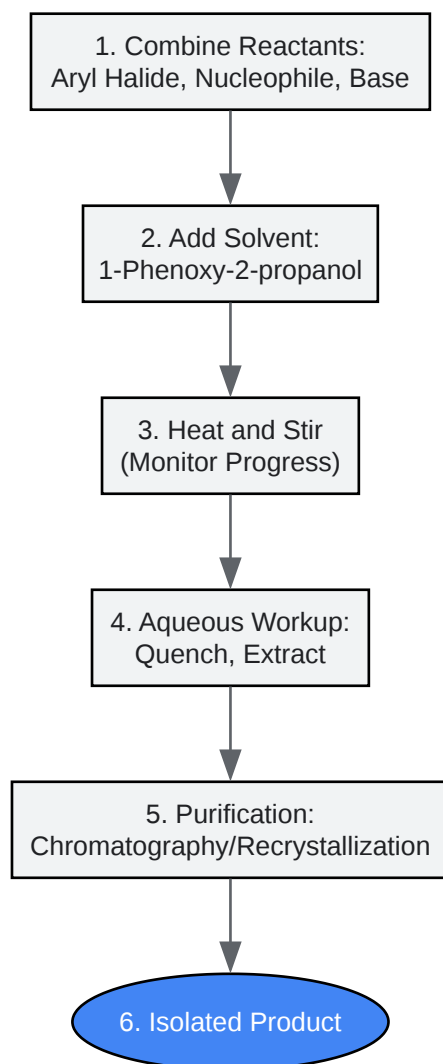 1. Combine Reactants:
Aryl Halide, Nucleophile, Base
2. Add Solvent:
1-Phenoxy-2-propanol
3. Heat and Stir
(Monitor Progress)
4. Aqueous Workup:
Quench, Extract
5. Purification:
Chromatography/Recrystallization
6. Isolated Product